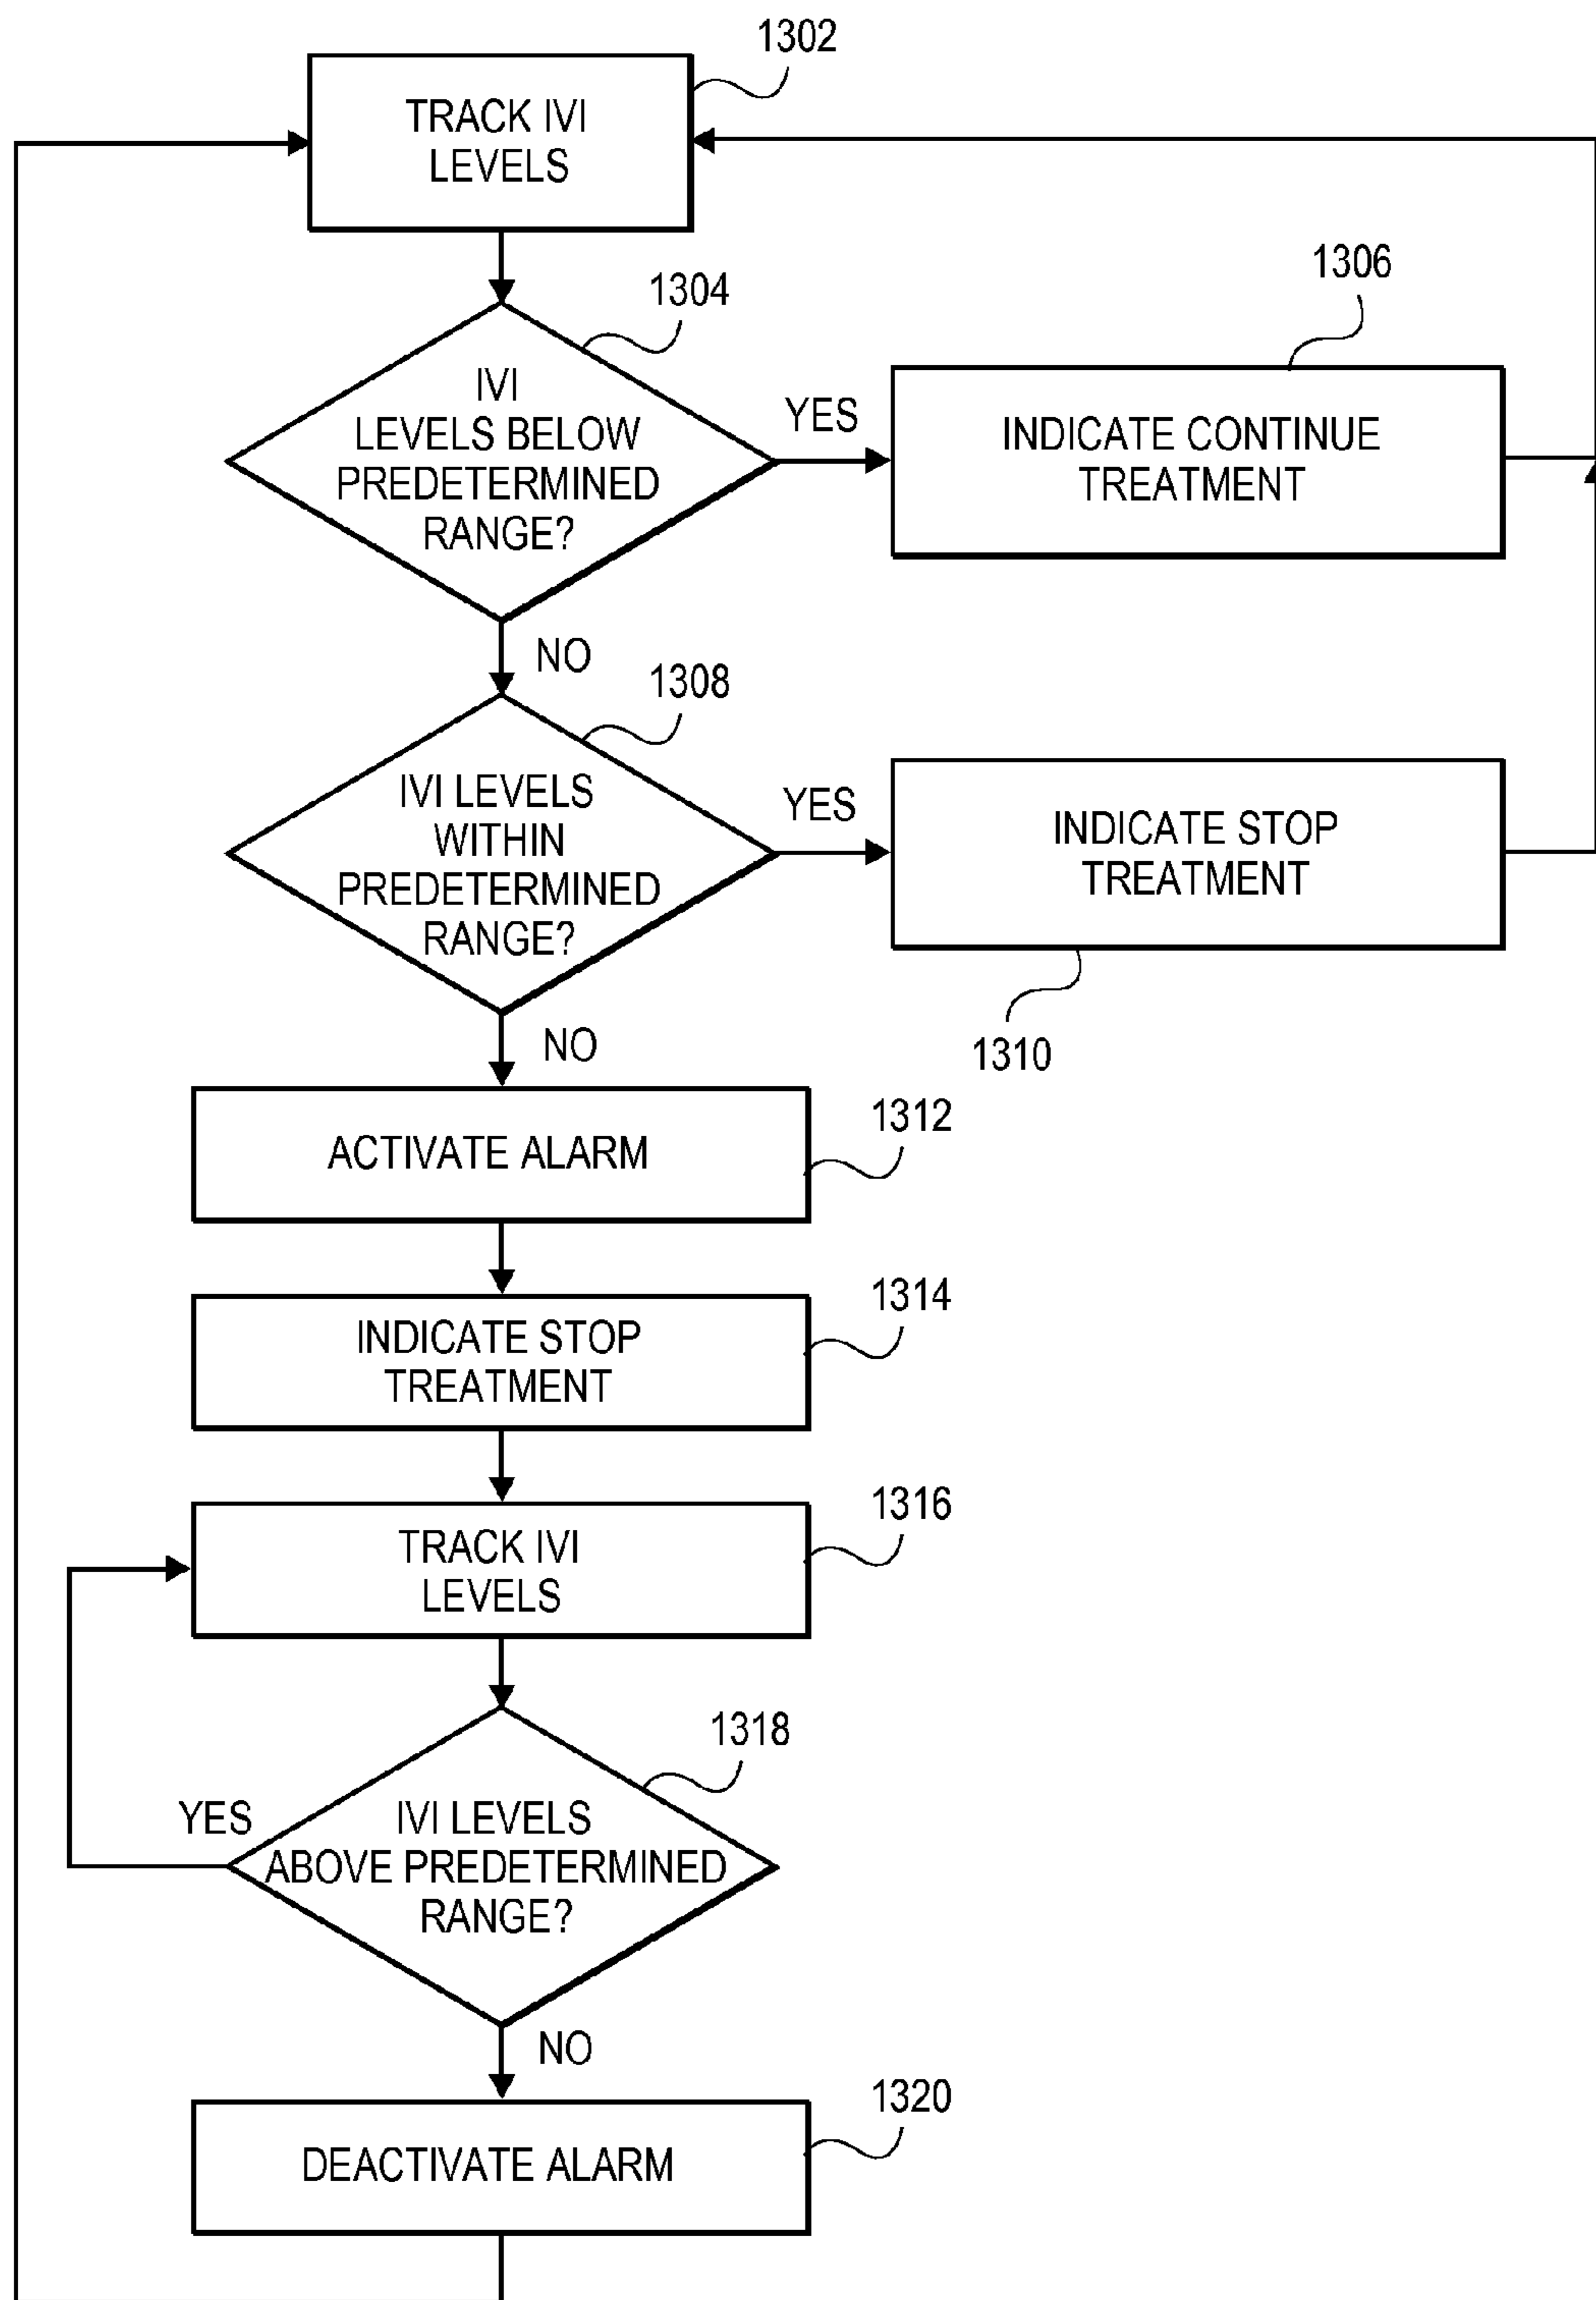 1302
TRACK IVI
LEVELS
1304
1306
IVI
LEVELS BELOW
PREDETERMINED
RANGE?
YES
INDICATE CONTINUE
TREATMENT
NO
1308
IVI LEVELS
WITHIN
PREDETERMINED
RANGE?
YES
INDICATE STOP
TREATMENT
1310
NO
ACTIVATE ALARM
1312
INDICATE STOP
TREATMENT
1314
TRACK IVI
LEVELS
1316
1318
YES
IVI LEVELS
ABOVE PREDETERMINED
RANGE?
NO
DEACTIVATE ALARM
1320